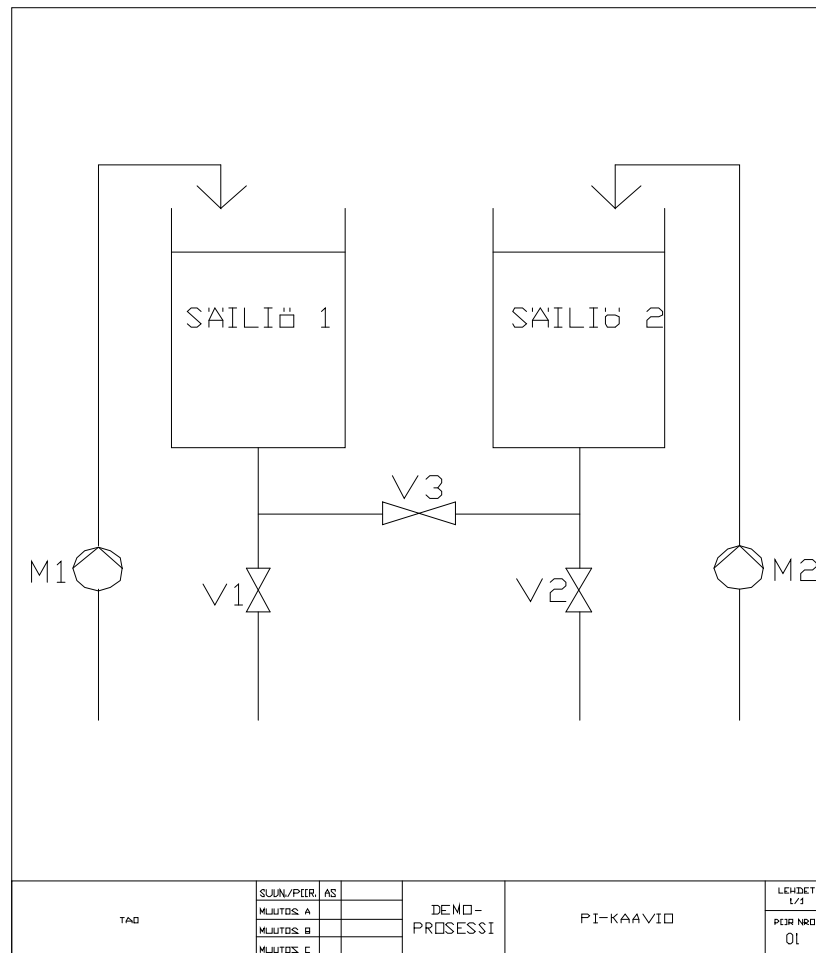 SÄILIÖ 1
SÄILIÖ 2
V3
M1
V1
V2
M2
TAO
SUUN./PIIR. AS
MUUTOS A
MUUTOS B
MUUTOS C
DEMO-
PROSESSI
PI-KAAVIO
LEHDET
1/1
PIIR NRO
01